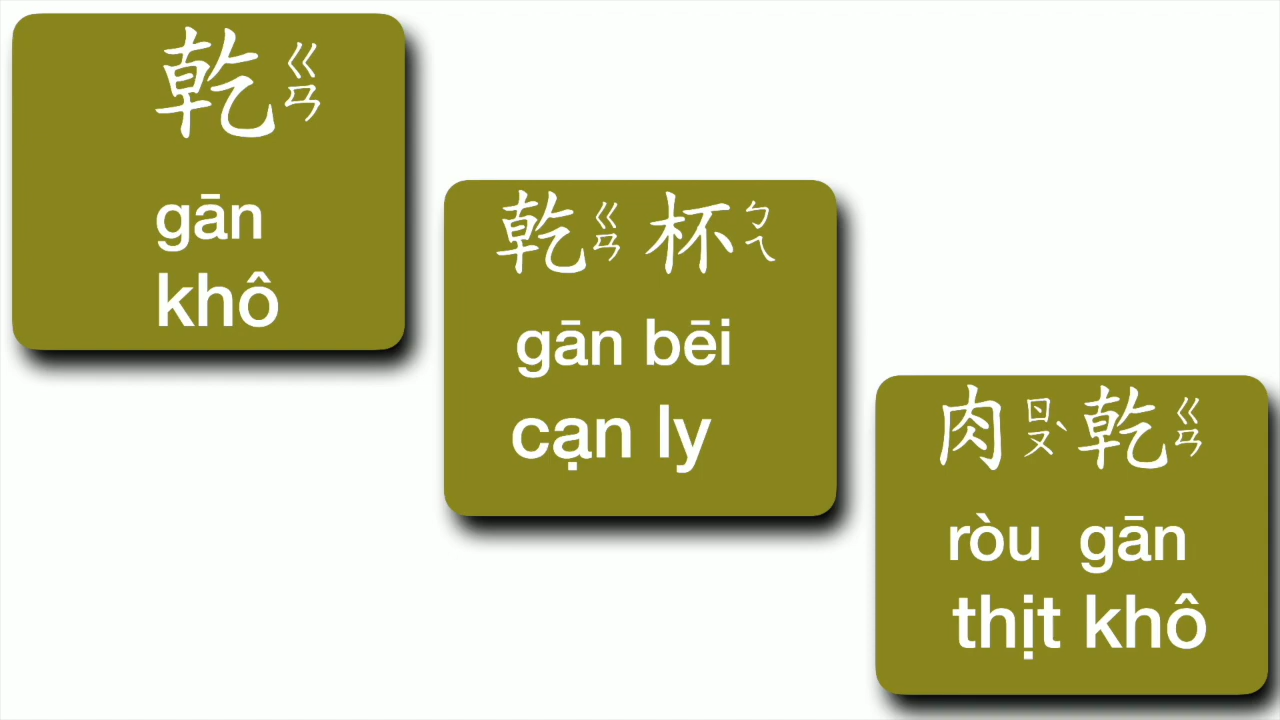 乾ㄍㄢ
gān
khô
乾ㄍㄢ杯ㄅㄟ
gān bēi
cạn ly
肉ㄖㄡˋ乾ㄍㄢ
ròu gān
thịt khô